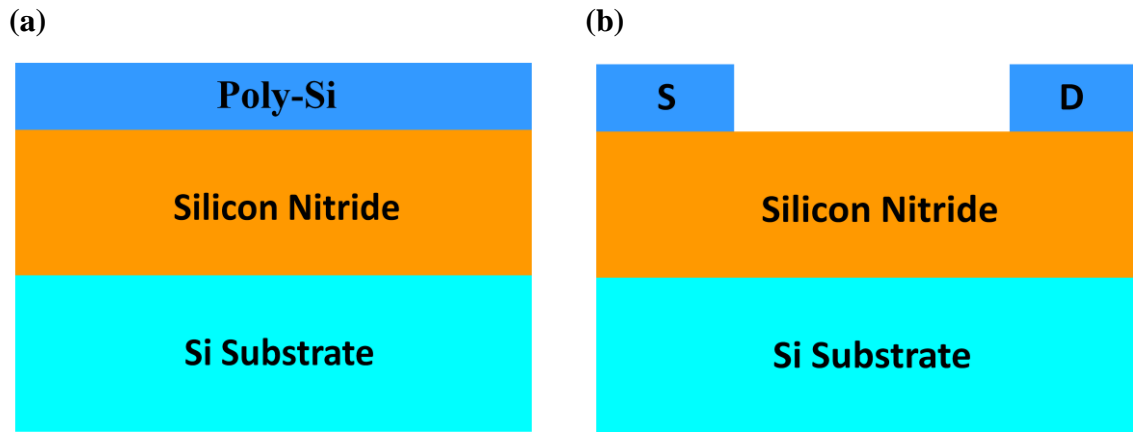 (a)
Poly-Si
Silicon Nitride
Si Substrate
(b)
S
D
Silicon Nitride
Si Substrate